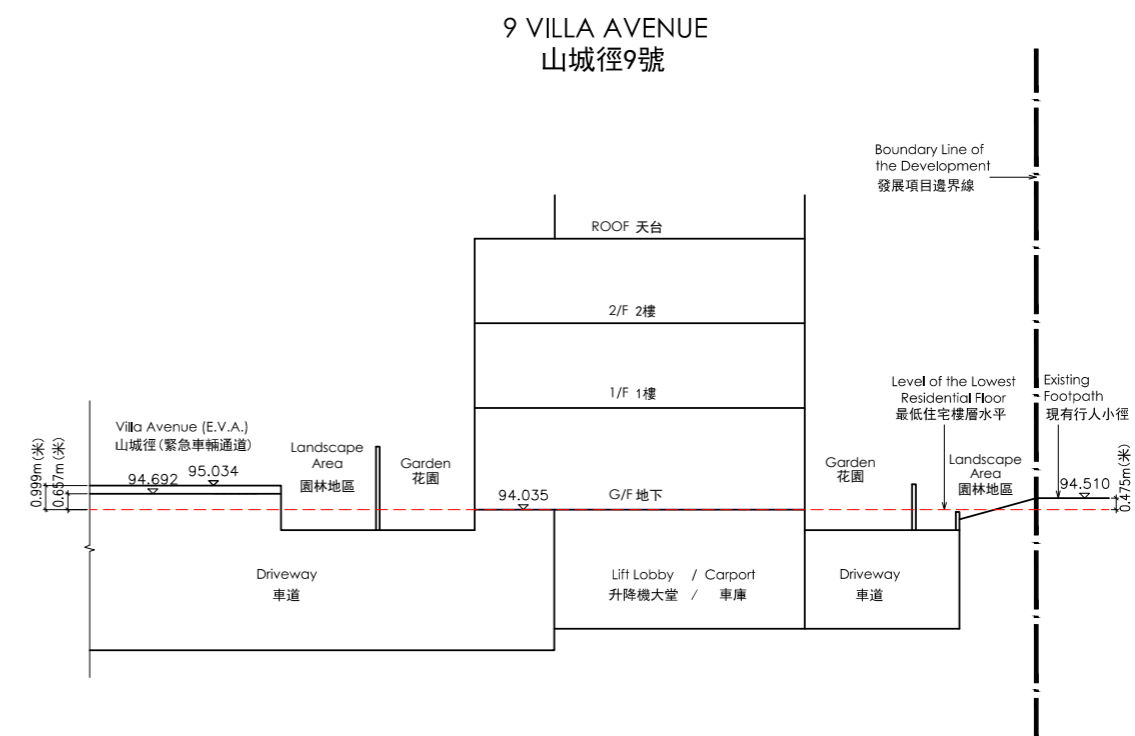 9 VILLA AVENUE
山城徑9號
Boundary Line of
the Development
發展項目邊界線
ROOF 天台
2/F 2樓
1/F 1樓
Level of the Lowest
Residential Floor
最低住宅樓層水平
Existing
Footpath
現有行人小徑
Villa Avenue (E.V.A.)
山城徑(緊急車輛通道)
94.692
95.034
0.999m(米)
0.657m(米)
Landscape
Area
園林地區
Garden
花園
94.035
G/F 地下
Garden
花園
Landscape
Area
園林地區
94.510
0.475m(米)
Driveway
車道
Lift Lobby / Carport
升降機大堂 / 車庫
Driveway
車道